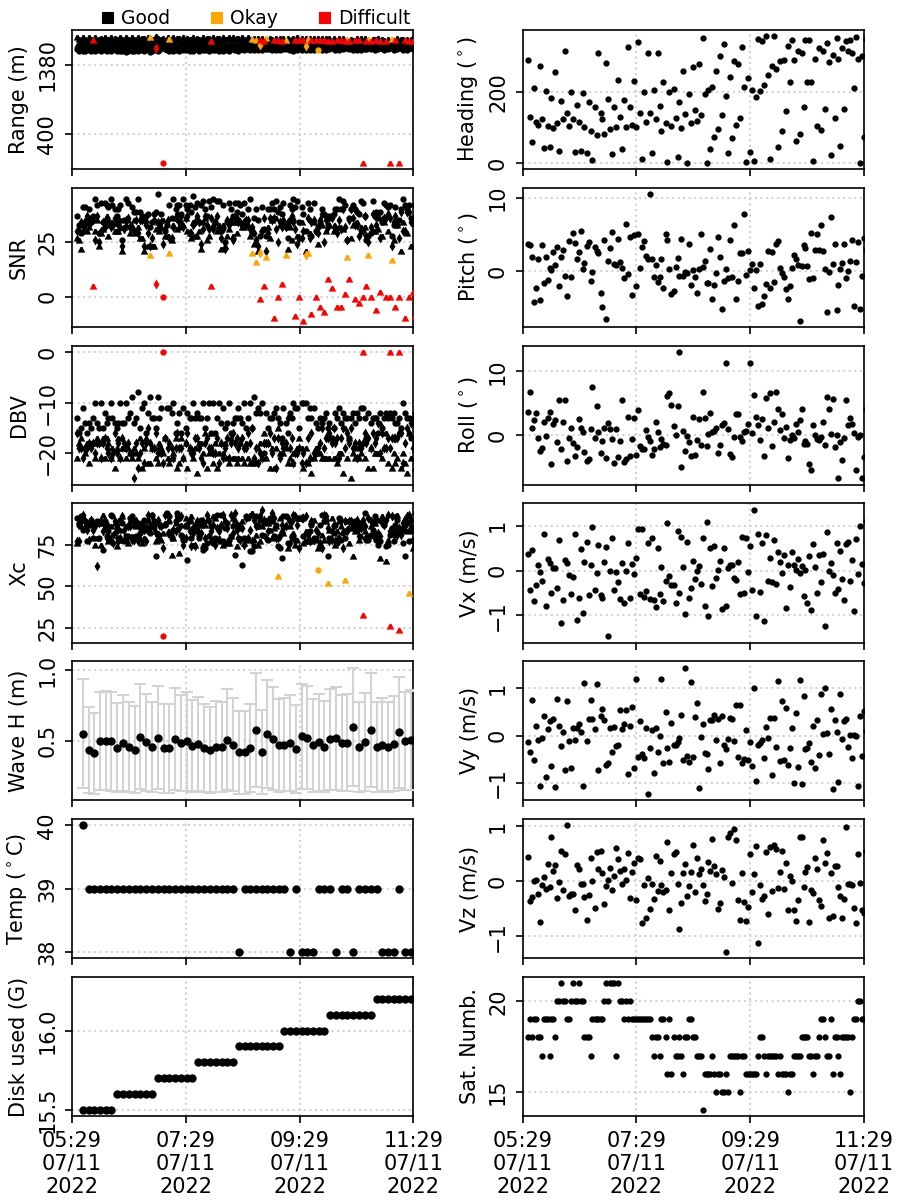 Good Okay Difficult
Range (m)
1380
400
Heading (°)
200
0
SNR
25
0
Pitch (°)
10
0
DBV
0
−10
−20
Roll (°)
10
0
Xc
75
50
25
Vx (m/s)
1
0
−1
Wave H (m)
1.0
0.5
Vy (m/s)
1
0
−1
Temp (°C)
40
39
38
Vz (m/s)
1
0
−1
Disk used (G)
16.0
15.5
Sat. Numb.
20
15
05:29 07:29 09:29 11:29
07/11 07/11 07/11 07/11
2022 2022 2022 2022
05:29 07:29 09:29 11:29
07/11 07/11 07/11 07/11
2022 2022 2022 2022